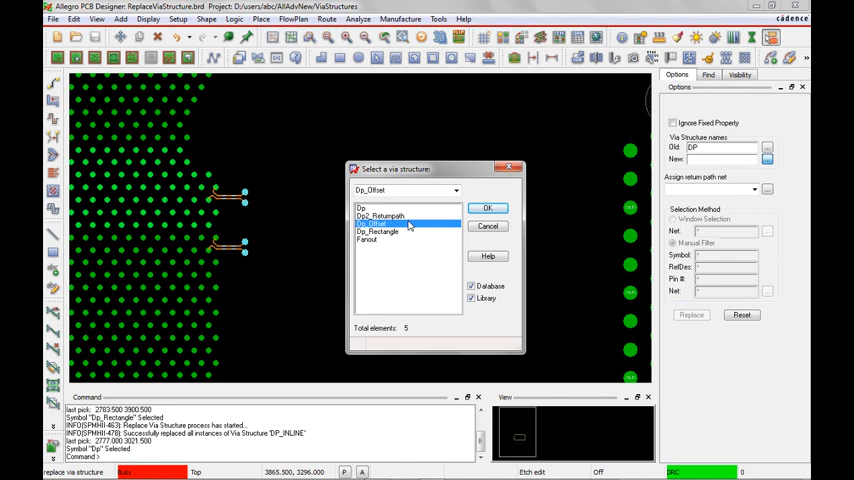 Allegro PCB Designer: ReplaceViaStructure.brd Project: D:/users/abc/AllAdvNew/ViaStructures
File Edit View Add Display Setup Shape Logic Place FlowPlan Route Analyze Manufacture Tools Help
cādence
Options Find Visibility
Options
Ignore Fixed Property
Via Structure names
Old: DP
New:
Assign return path net
Selection Method
Window Selection
Net: *
Manual Filter
Symbol: *
RefDes: *
Pin #: *
Net: *
Replace Reset
Select a via structure:
Dp_Offset
Dp
Dp2_Returnpath
Dp_Offset
Dp_Rectangle
Fanout
OK
Cancel
Help
Database
Library
Total elements: 5
Command
last pick: 2783.500 3900.500
Symbol "Dp_Rectangle" Selected
INFO(SPMHII-463): Replace Via Structure process has started...
INFO(SPMHII-478): Successfully replaced all instances of Via Structure 'DP_INLINE'
last pick: 2777.000 3021.500
Symbol "Dp" Selected
Command >
View
replace via structure Busy Top 3865.500, 3296.000 P A Etch edit Off DRC 0